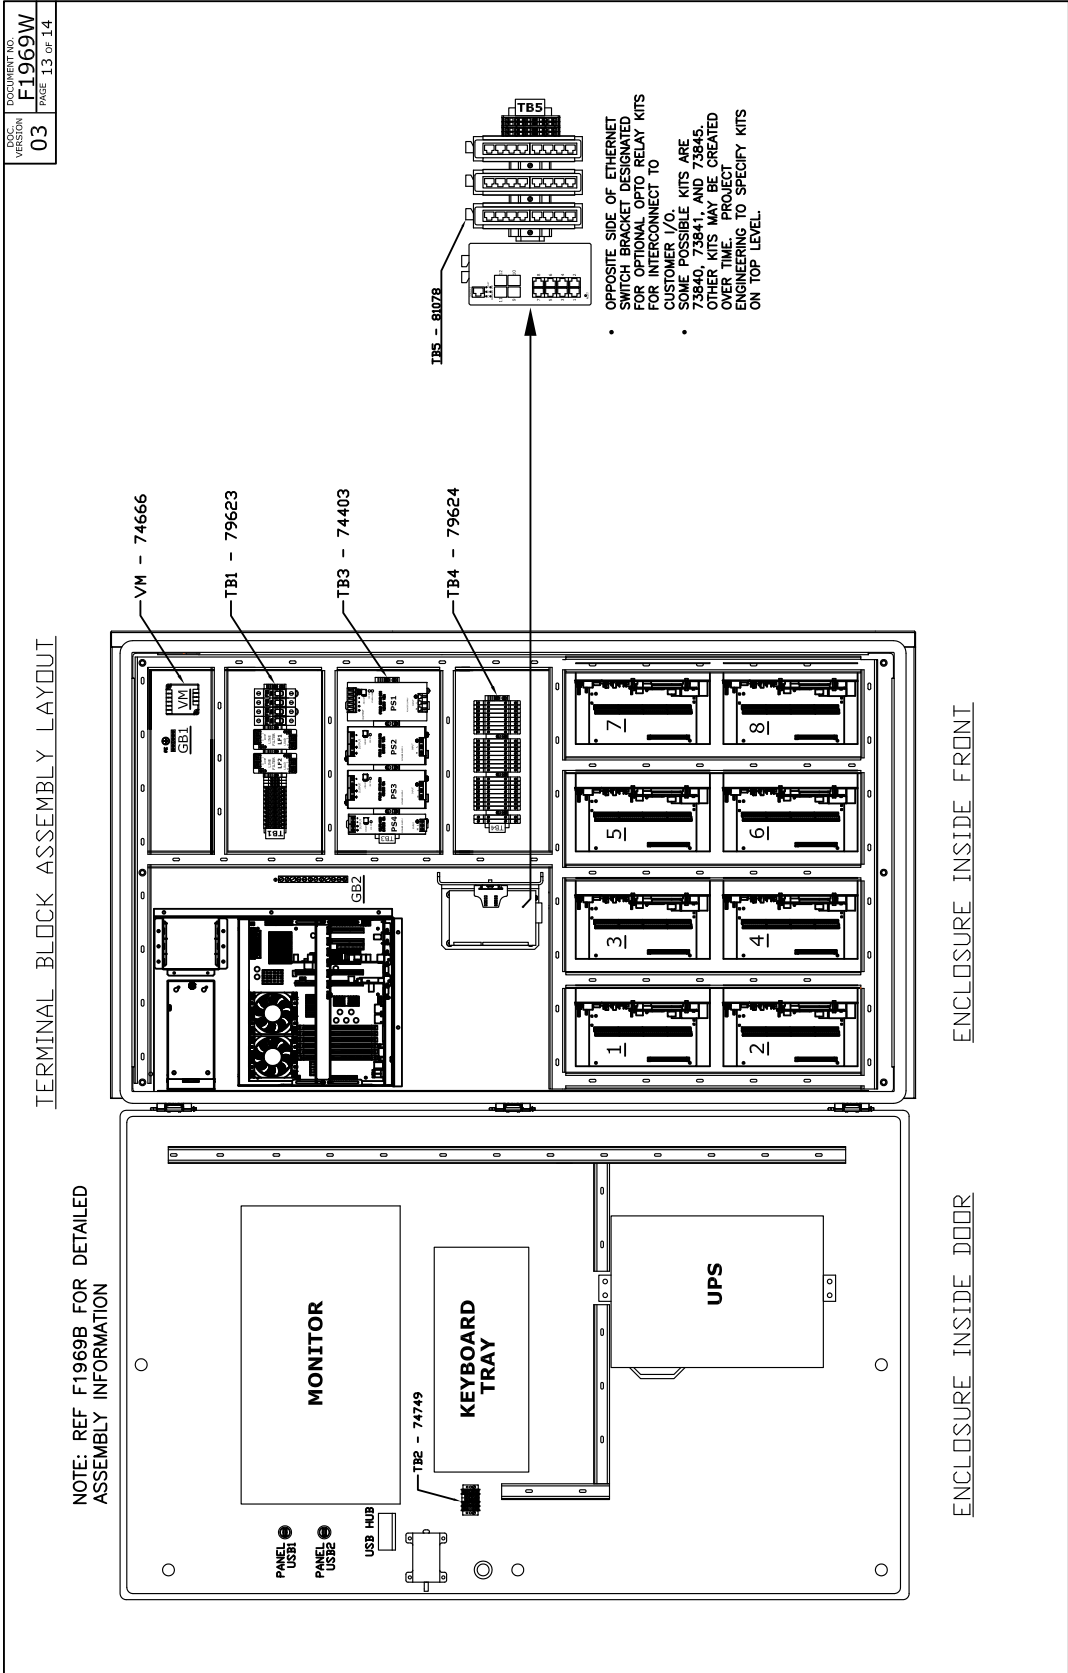 DOC. VERSION
03
DOCUMENT NO.
F1969W
PAGE 13 OF 14
TERMINAL BLOCK ASSEMBLY LAYOUT
NOTE: REF F1969B FOR DETAILED
ASSEMBLY INFORMATION
PANEL
USB1
PANEL
USB2
USB HUB
MONITOR
TB2 - 74749
KEYBOARD
TRAY
UPS
ENCLOSURE INSIDE DOOR
GB2
GB1
VM
VM - 74666
TB1
LF2
LF1
TB1 - 79623
TB3
PS4
PS3
PS2
PS1
TB3 - 74403
TB4
TB4 - 79624
1
3
5
7
2
4
6
8
ENCLOSURE INSIDE FRONT
TB5 - 81078
TB5
• OPPOSITE SIDE OF ETHERNET
SWITCH BRACKET DESIGNATED
FOR OPTIONAL OPTO RELAY KITS
FOR INTERCONNECT TO
CUSTOMER I/O.
• SOME POSSIBLE KITS ARE
73840, 73841, AND 73845.
OTHER KITS MAY BE CREATED
OVER TIME. PROJECT
ENGINEERING TO SPECIFY KITS
ON TOP LEVEL.